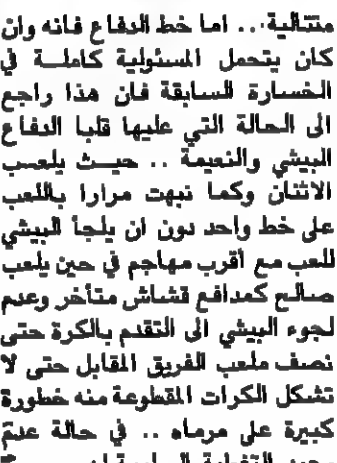 متتالية .. اما خط الدفاع فانه وان
كان يتحمل المسئولية كاملة في
الخسارة السابقة فان هذا راجع
الى الحالة التي عليها قلبا الدفاع
البيشي والنعيمة .. حيث يلعب
الاثنان وكما نبهت مرارا باللعب
على خط واحد دون ان يلجأ البيشي
للعب مع أقرب مهاجم في حين يلعب
صالح كمدافع قشاش متأخر وعدم
لجوء البيشي الى التقدم بالكرة حتى
نصف ملعب الفريق المقابل حتى لا
تشكل الكرات المقطوعة منه خطورة
كبيرة على مرماه .. في حالة عدم